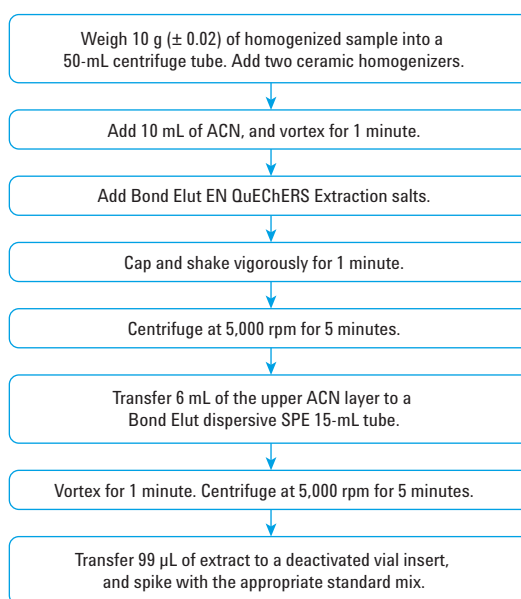 Weigh 10 g (± 0.02) of homogenized sample into a
50-mL centrifuge tube. Add two ceramic homogenizers.
Add 10 mL of ACN, and vortex for 1 minute.
Add Bond Elut EN QuEChERS Extraction salts.
Cap and shake vigorously for 1 minute.
Centrifuge at 5,000 rpm for 5 minutes.
Transfer 6 mL of the upper ACN layer to a
Bond Elut dispersive SPE 15-mL tube.
Vortex for 1 minute. Centrifuge at 5,000 rpm for 5 minutes.
Transfer 99 µL of extract to a deactivated vial insert,
and spike with the appropriate standard mix.